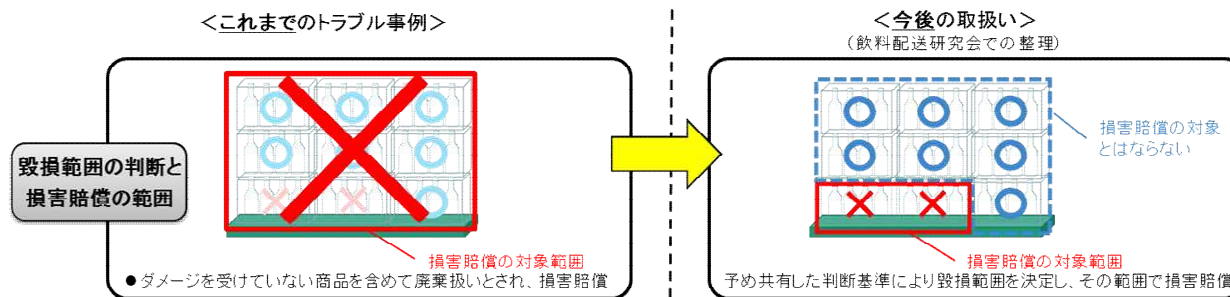 ＜これまでのトラブル事例＞
＜今後の取扱い＞
（飲料配送研究会での整理）
毀損範囲の判断と
損害賠償の範囲
損害賠償の対象
とはならない
損害賠償の対象範囲
●ダメージを受けていない商品を含めて廃棄扱いとされ、損害賠償
損害賠償の対象範囲
予め共有した判断基準により毀損範囲を決定し、その範囲で損害賠償